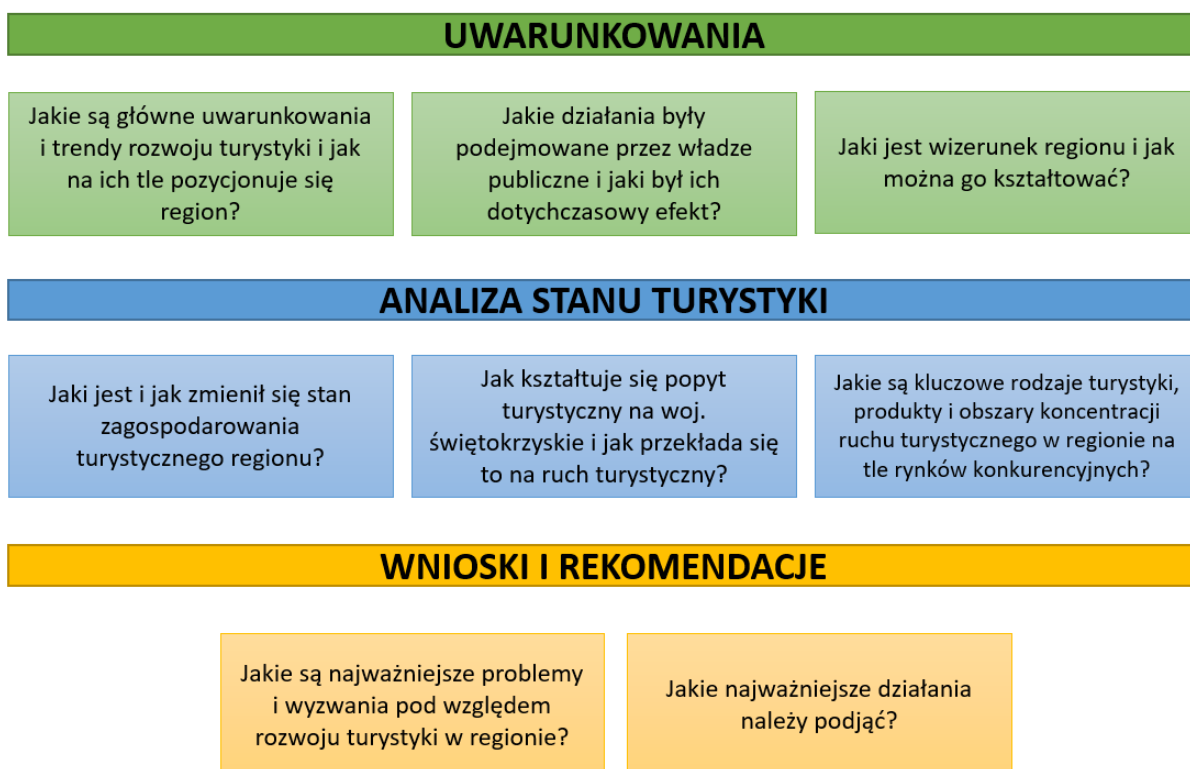 UWARUNKOWANIA
Jakie są główne uwarunkowania
i trendy rozwoju turystyki i jak
na ich tle pozycjonuje się
region?
Jakie działania były
podejmowane przez władze
publiczne i jaki był ich
dotychczasowy efekt?
Jaki jest wizerunek regionu i jak
można go kształtować?
ANALIZA STANU TURYSTYKI
Jaki jest i jak zmienił się stan
zagospodarowania
turystycznego regionu?
Jak kształtuje się popyt
turystyczny na woj.
świętokrzyskie i jak przekłada się
to na ruch turystyczny?
Jakie są kluczowe rodzaje turystyki,
produkty i obszary koncentracji
ruchu turystycznego w regionie na
tle rynków konkurencyjnych?
WNIOSKI I REKOMENDACJE
Jakie są najważniejsze problemy
i wyzwania pod względem
rozwoju turystyki w regionie?
Jakie najważniejsze działania
należy podjąć?